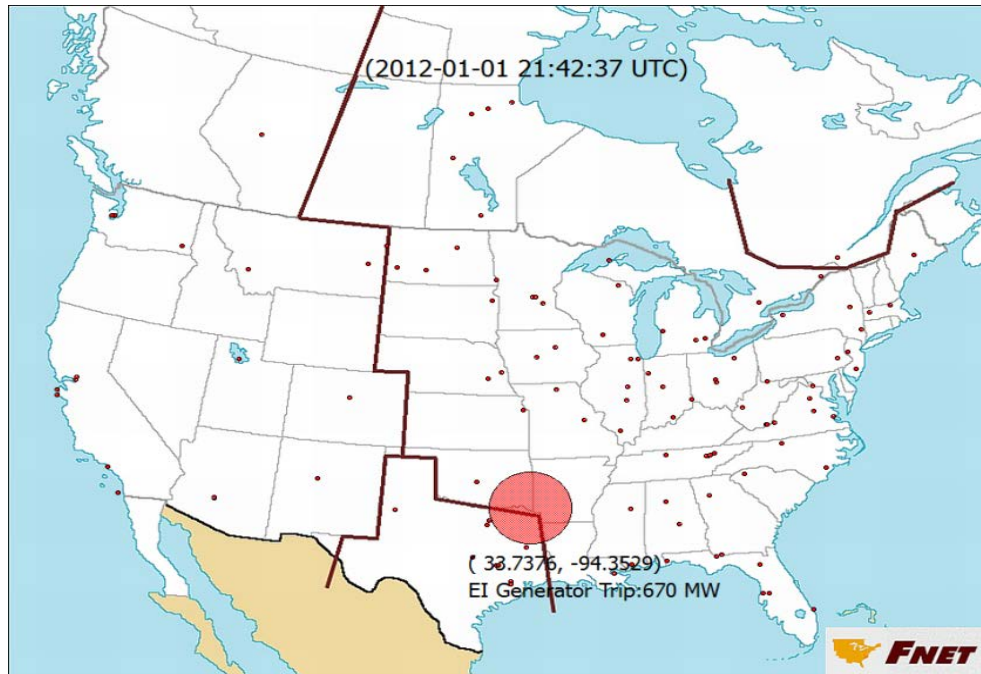 (2012-01-01 21:42:37 UTC)
( 33.7376, -94.3529)
EI Generator Trip:670 MW
FNET